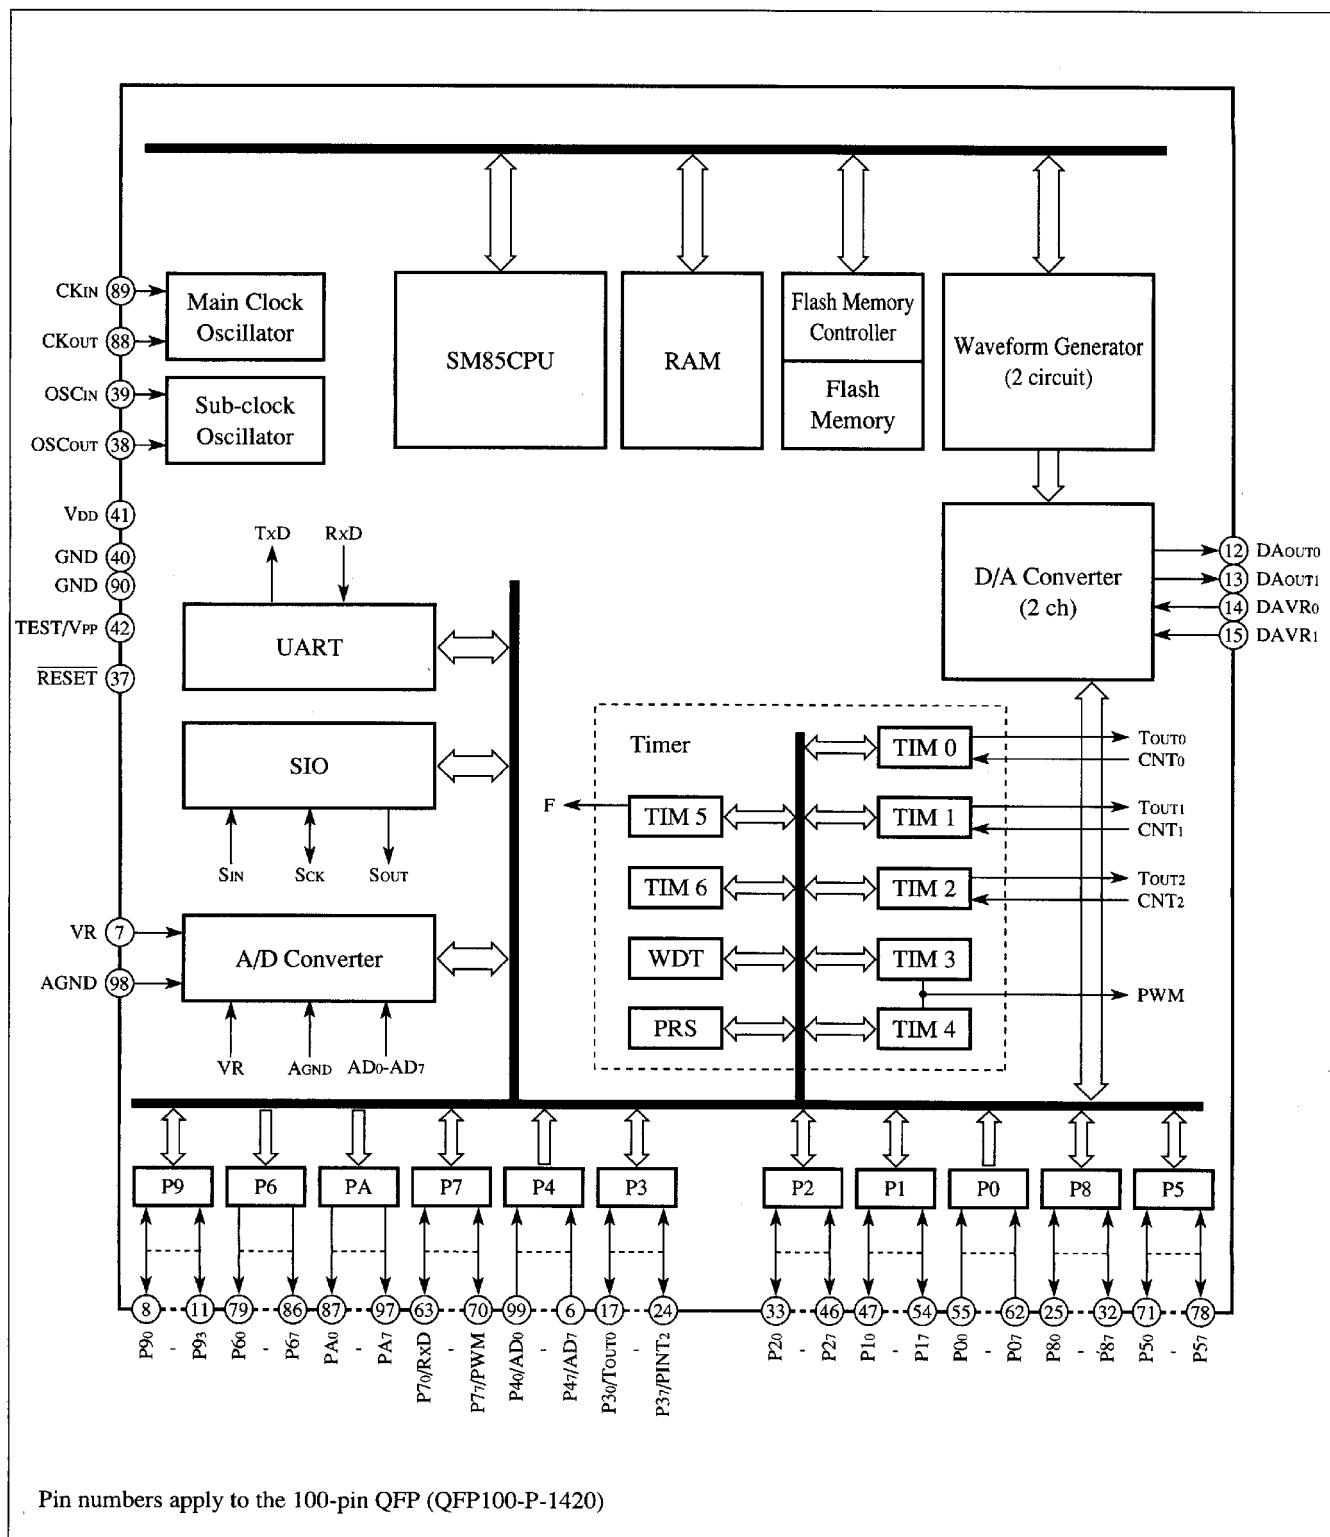 CKIN 89
Main Clock
Oscillator
CKOUT 88
OSCIN 39
Sub-clock
Oscillator
OSCOUT 38
SM85CPU
RAM
Flash Memory
Controller
Flash
Memory
Waveform Generator
(2 circuit)
VDD 41
GND 40
GND 90
TEST/VPP 42
RESET 37
TxD RxD
UART
SIO
SIN SCK SOUT
VR 7
AGND 98
A/D Converter
VR AGND AD0-AD7
D/A Converter
(2 ch)
12 DAOUT0
13 DAOUT1
14 DAVR0
15 DAVR1
Timer
F
TIM 5
TIM 6
WDT
PRS
TIM 0
TIM 1
TIM 2
TIM 3
TIM 4
TOUT0
CNT0
TOUT1
CNT1
TOUT2
CNT2
PWM
P9 P6 PA P7 P4 P3 P2 P1 P0 P8 P5
8 11 79 86 87 97 63 70 99 6 17 24 33 46 47 54 55 62 25 32 71 78
P90 - P93
P60 - P67
PA0 - PA7
P70/RxD - P77/PWM
P40/AD0 - P47/AD7
P30/TOUT0 - P37/PINT2
P20 - P27
P10 - P17
P00 - P07
P80 - P87
P50 - P57
Pin numbers apply to the 100-pin QFP (QFP100-P-1420)